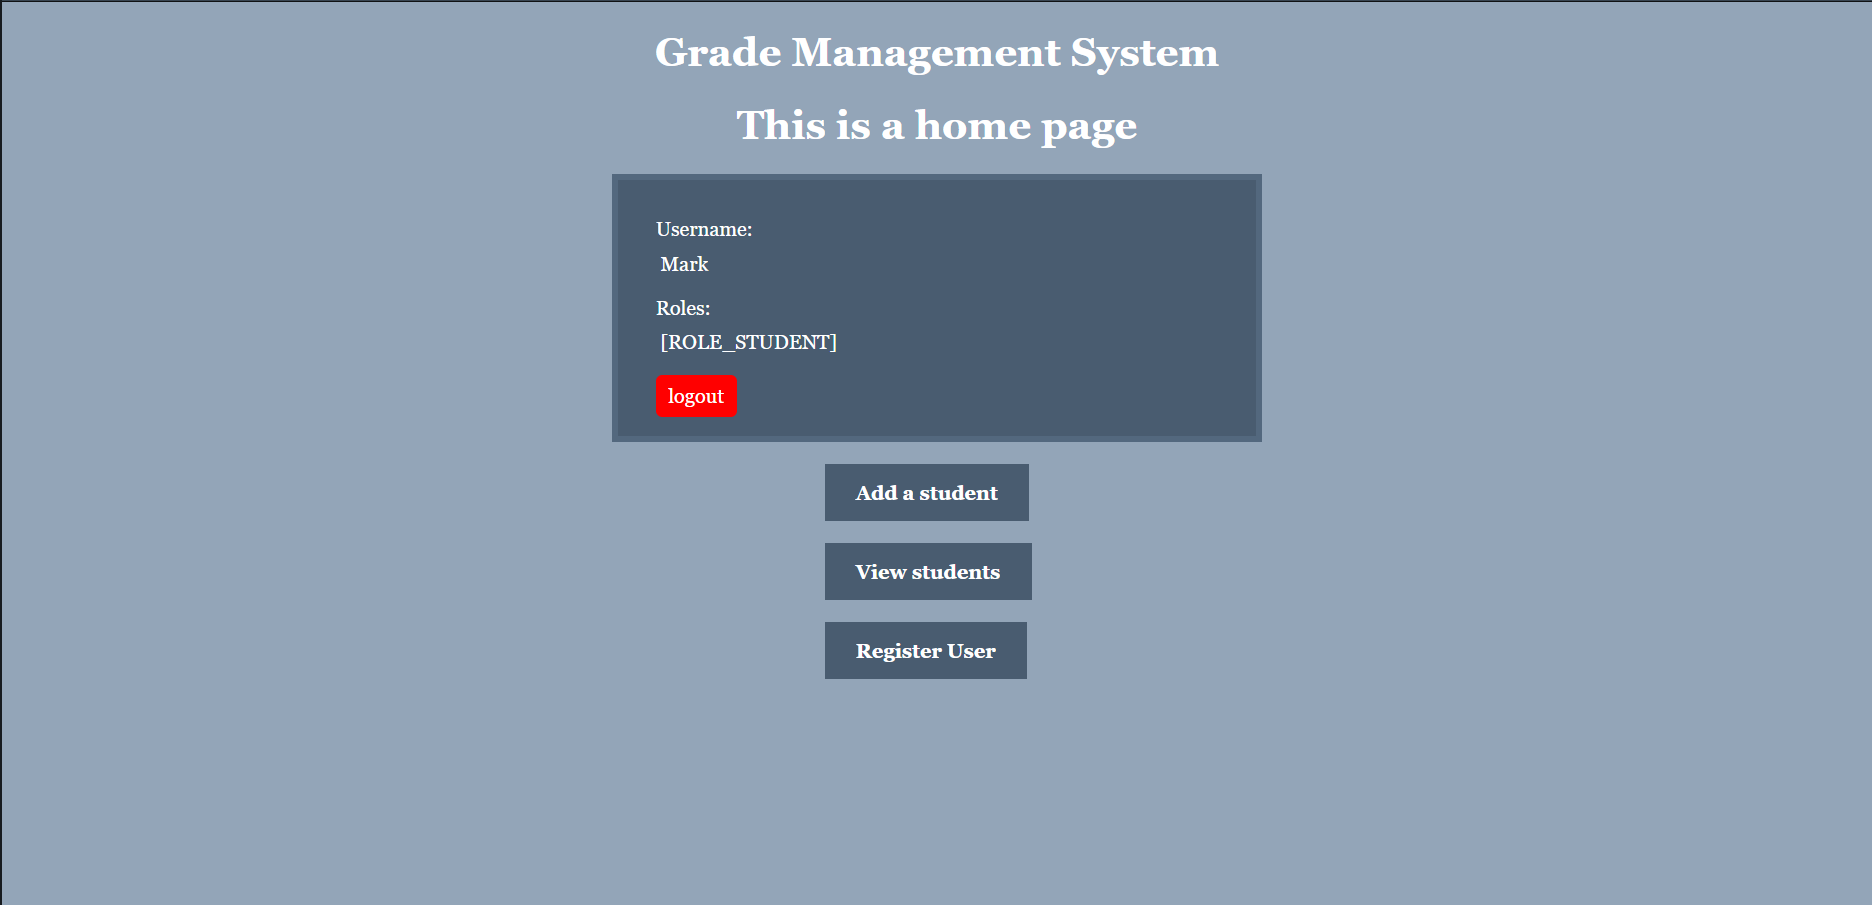 Grade Management System
This is a home page
Username:
Mark
Roles:
[ROLE_STUDENT]
logout
Add a student
View students
Register User